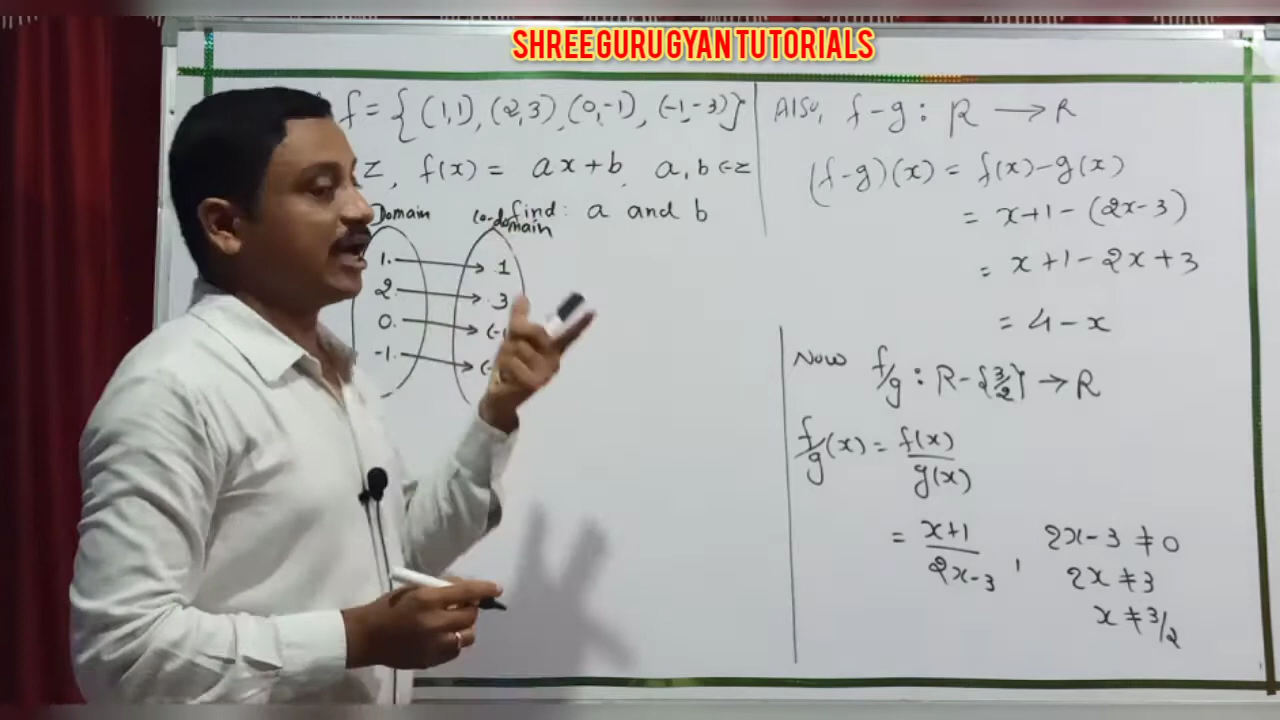 SHREE GURU GYAN TUTORIALS
f = {(1,1), (2,3), (0,-1), (-1-3)}
z, f(x) = ax+b, a, b ∈ z
find: a and b
Domain
co-domain
1. .1
2. .3
0. (-1
-1.
Also, f-g : R → R
(f-g)(x) = f(x)-g(x)
= x+1-(2x-3)
= x+1-2x+3
= 4-x
Now f/g : R-{3/2} → R
f/g(x) = f(x)/g(x)
= x+1/2x-3, 2x-3 ≠ 0
2x ≠ 3
x ≠ 3/2